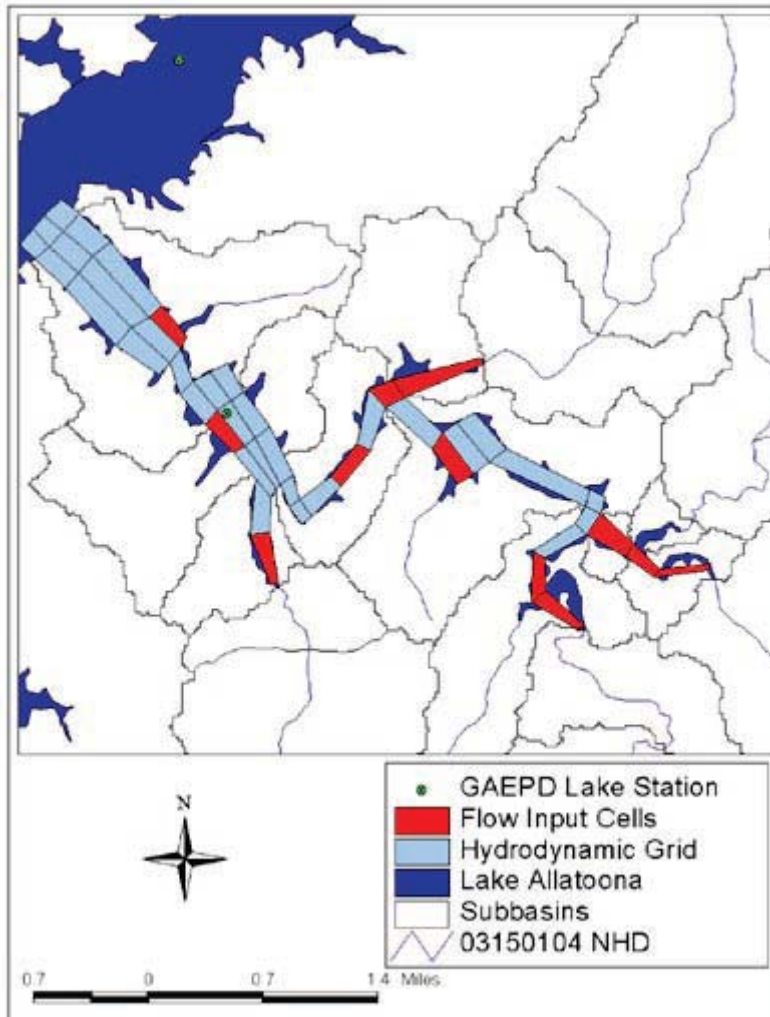 GAEPD Lake Station
Flow Input Cells
Hydrodynamic Grid
Lake Allatoona
Subbasins
03150104 NHD
N
0.7 0 0.7 1.4 Miles